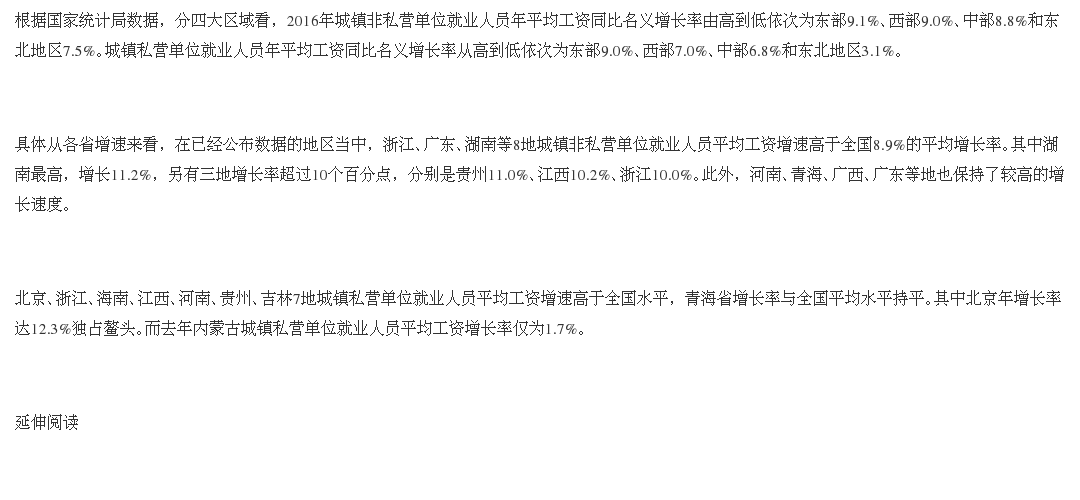 根据国家统计局数据，分四大区域看，2016年城镇非私营单位就业人员年平均工资同比名义增长率由高到低依次为东部9.1%、西部9.0%、中部8.8%和东
北地区7.5%。城镇私营单位就业人员年平均工资同比名义增长率从高到低依次为东部9.0%、西部7.0%、中部6.8%和东北地区3.1%。
具体从各省增速来看，在已经公布数据的地区当中，浙江、广东、湖南等8地城镇非私营单位就业人员平均工资增速高于全国8.9%的平均增长率。其中湖
南最高，增长11.2%，另有三地增长率超过10个百分点，分别是贵州11.0%、江西10.2%、浙江10.0%。此外，河南、青海、广西、广东等地也保持了较高的增
长速度。
北京、浙江、海南、江西、河南、贵州、吉林7地城镇私营单位就业人员平均工资增速高于全国水平，青海省增长率与全国平均水平持平。其中北京年增长率
达12.3%独占鳌头。而去年内蒙古城镇私营单位就业人员平均工资增长率仅为1.7%。
延伸阅读